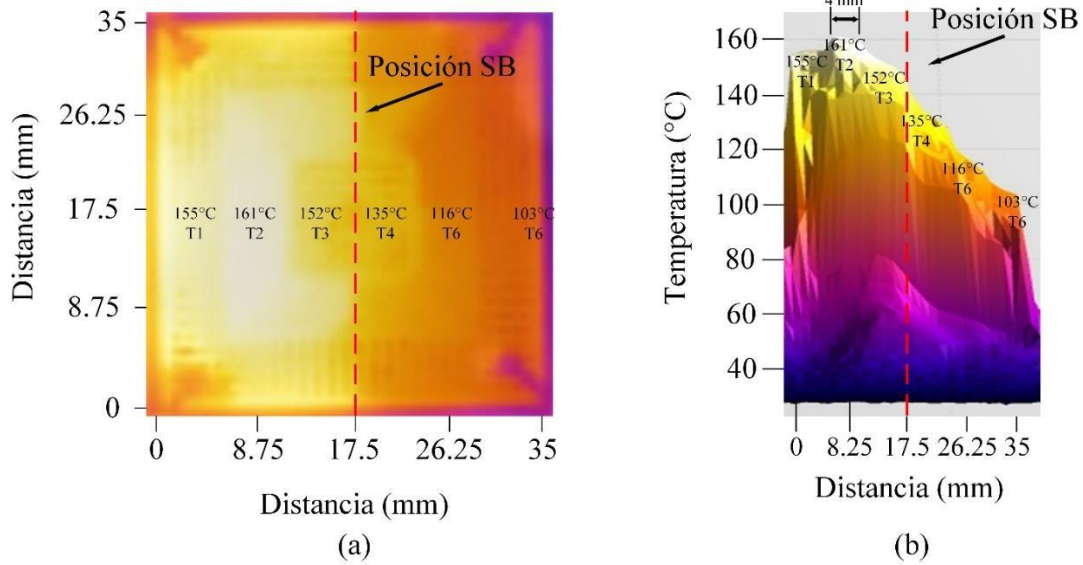 35
26.25
17.5
8.75
0
Distancia (mm)
Posición SB
155°C
T1
161°C
T2
152°C
T3
135°C
T4
116°C
T6
103°C
T6
0
8.75
17.5
26.25
35
Distancia (mm)
(a)
4 mm
Posición SB
160
140
120
100
80
60
40
Temperatura (°C)
155°C
T1
161°C
T2
152°C
T3
135°C
T4
116°C
T6
103°C
T6
0
8.25
17.5
26.25
35
Distancia (mm)
(b)